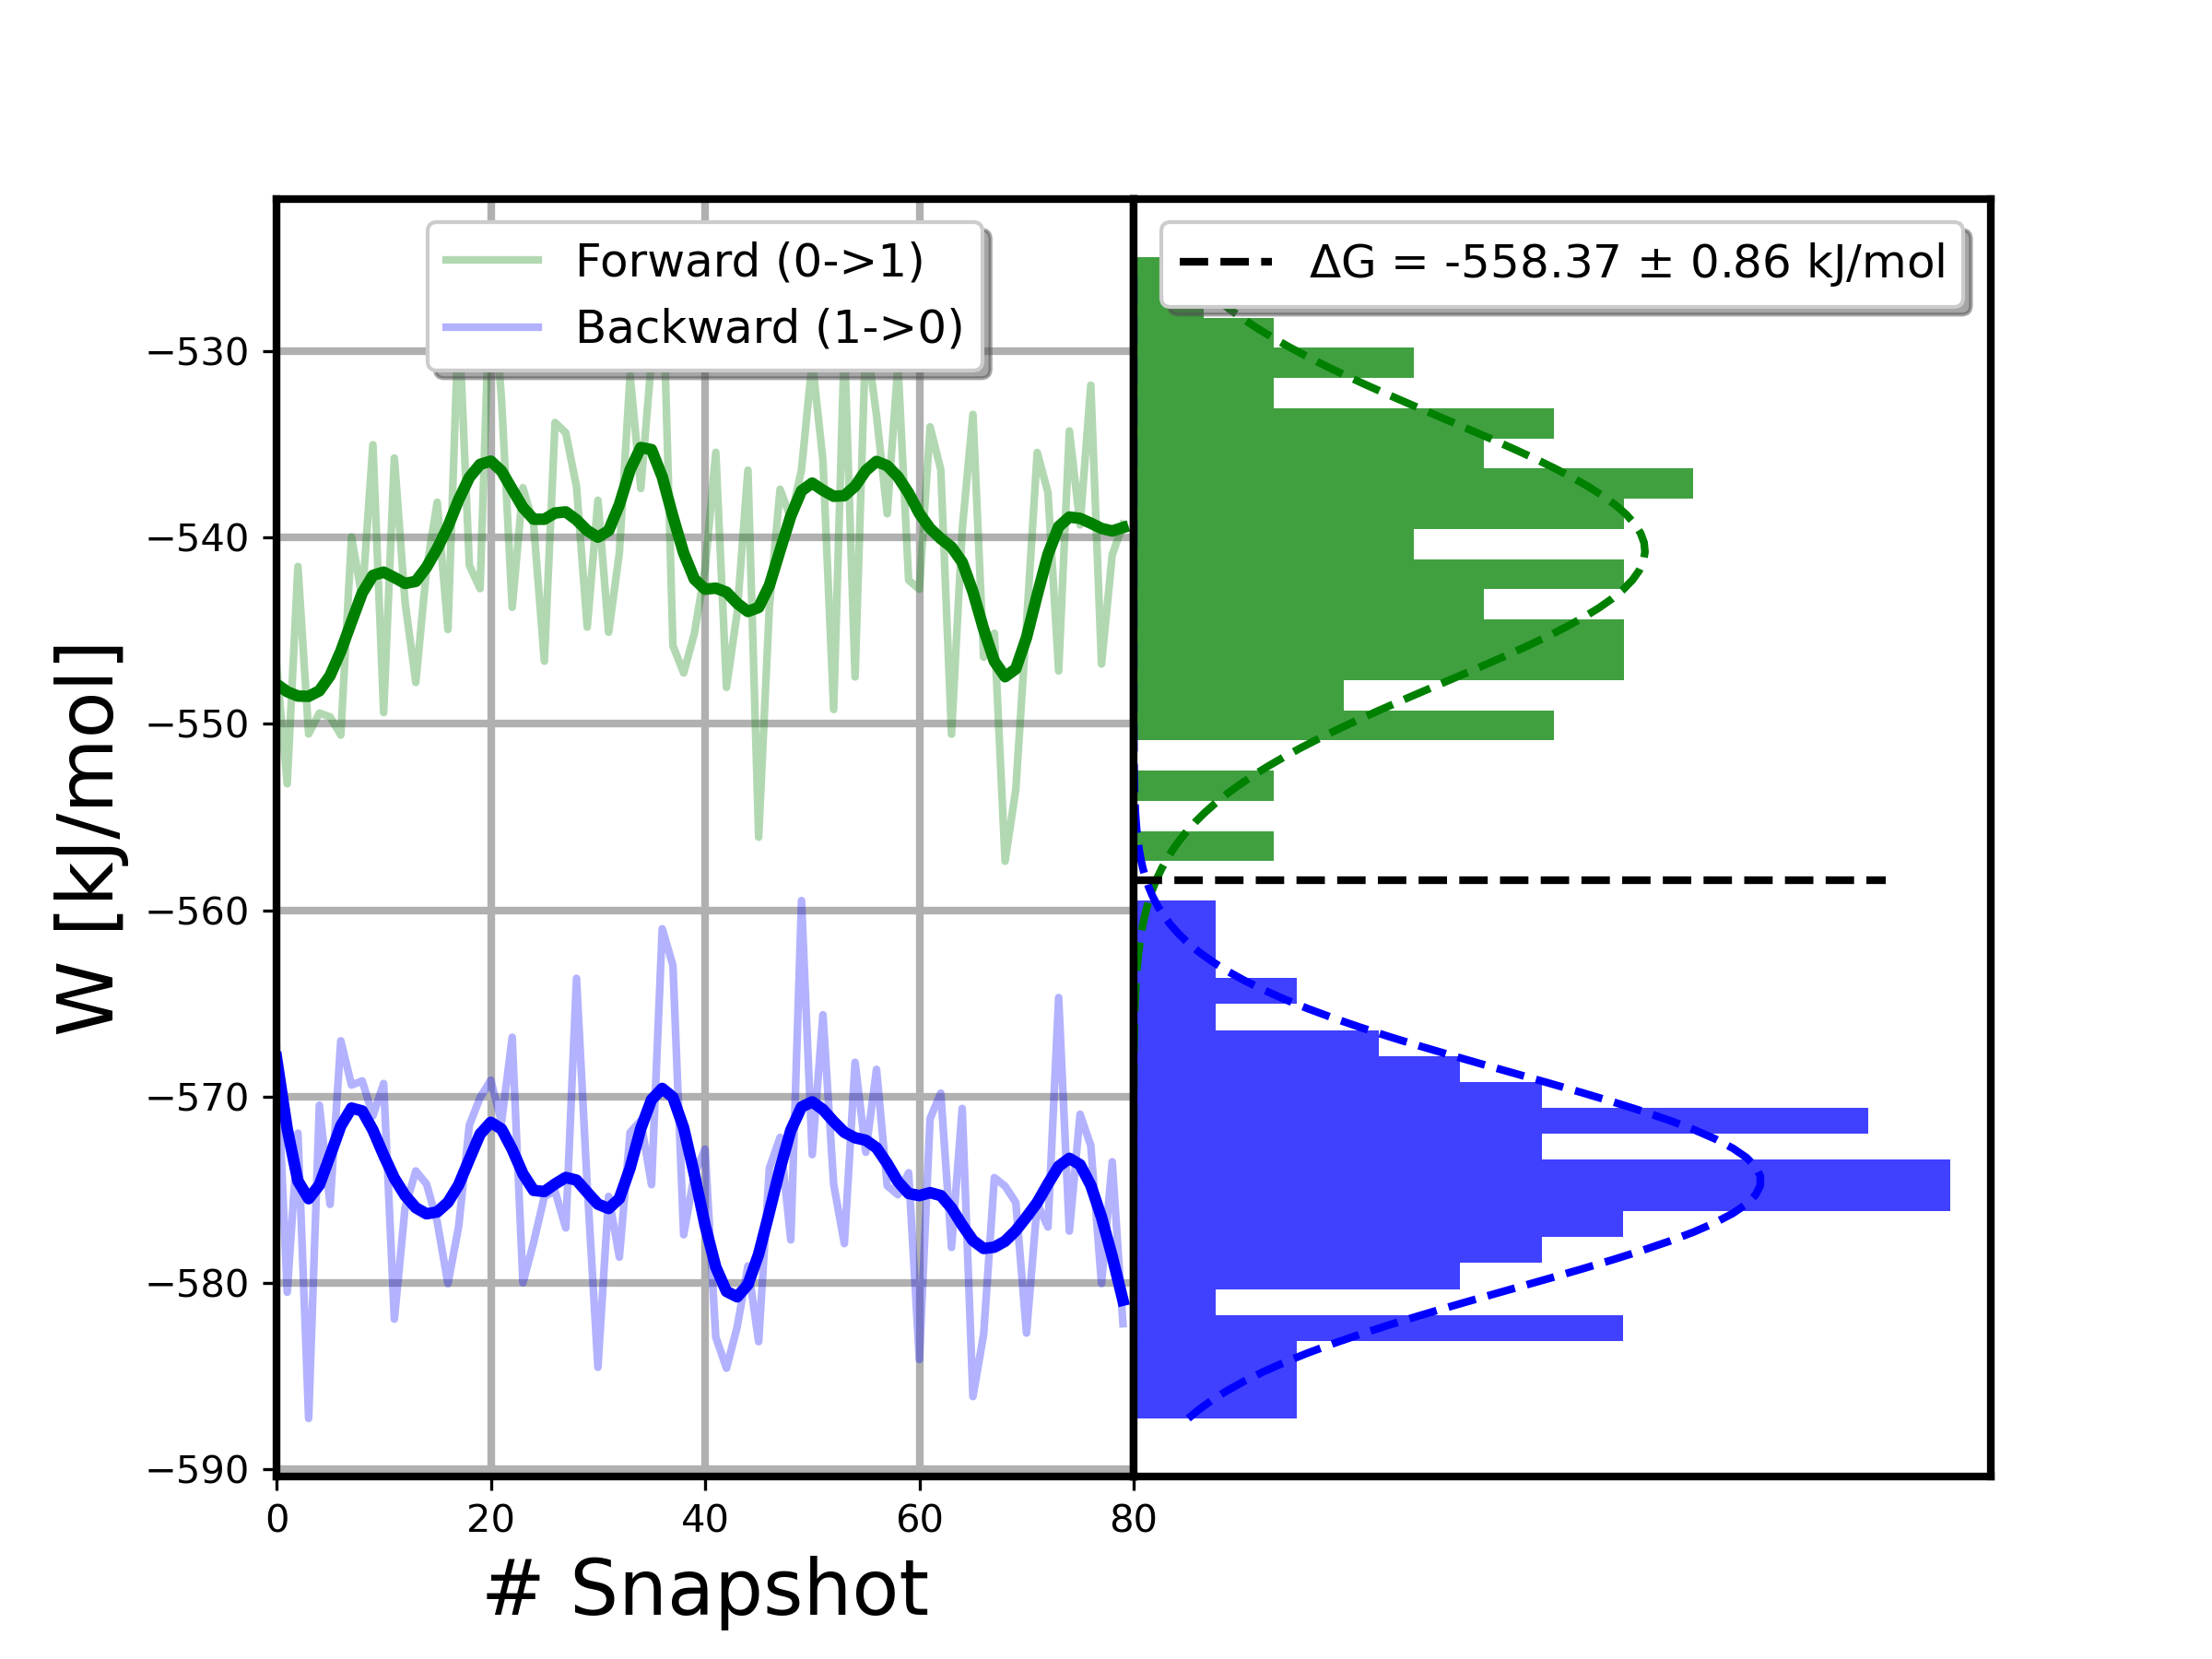 Forward (0->1)
Backward (1->0)
ΔG = -558.37 ± 0.86 kJ/mol
−530
−540
−550
−560
−570
−580
−590
W [kJ/mol]
0 20 40 60 80
# Snapshot